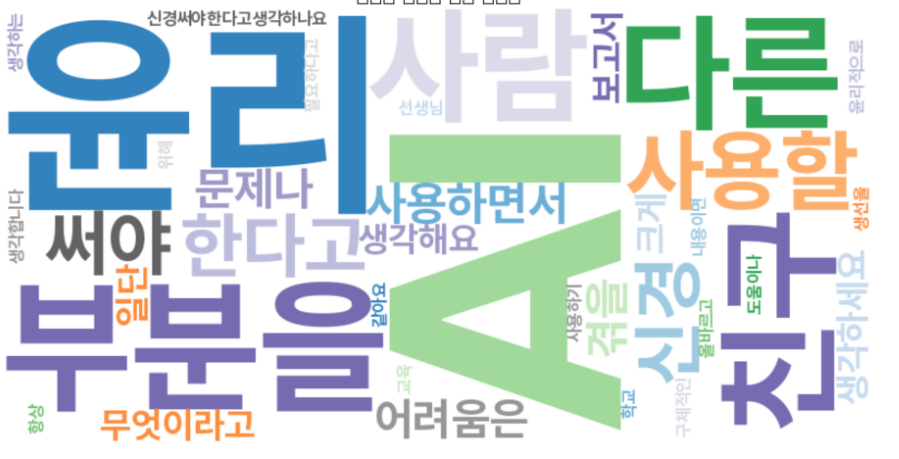 신경써야한다고생각하나요
생각하는
윤리
필요하다고
사람
선생님
보고서
다른
윤리적으로
위해
문제나
AI
사용할
사용하면서
생각합니다
써야
한다고
생각해요
크게
내용이면
생선을
일단
부분을
같아요
사용하기
겪을
신경
올바르고
친구
도움이나
생각하세요
항상
무엇이라고
교육
어려움은
학교
구체적인